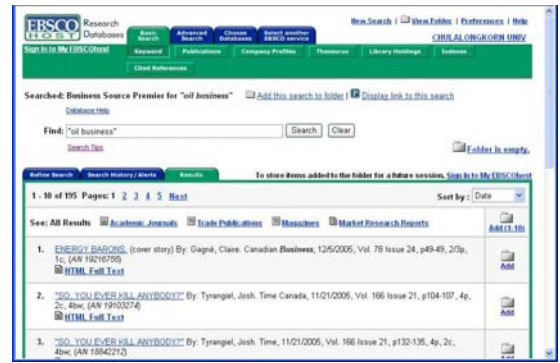 EBSCO HOST Research Databases
Basic Search Advanced Search Choose Databases Select another EBSCO service
New Search | View Folder | Preferences | Help
CHULALONGKORN UNIV
Sign In to My EBSCOhost
Keyword Publications Company Profiles Thesaurus Library Holdings Indexes
Cited References
Searched: Business Source Premier for "oil business" Add this search to folder | Display link to this search
Database Help
Find: "oil business" Search Clear
Search Tips
Folder is empty.
Refine Search Search History/Alerts Results To store items added to the folder for a future session, Sign In to My EBSCOhost
1 - 10 of 195 Pages: 1 2 3 4 5 Next Sort by : Date
See: All Results Academic Journals Trade Publications Magazines Market Research Reports Add (1-10)
1. ENERGY BARONS. (cover story) By: Gagné, Claire. Canadian Business, 12/5/2005, Vol. 78 Issue 24, p49-49, 2/3p,
1c; (AN 19216755)
HTML Full Text
Add
2. "SO, YOU EVER KILL ANYBODY?" By: Tyrangiel, Josh. Time Canada, 11/21/2005, Vol. 166 Issue 21, p104-107, 4p,
2c, 4bw; (AN 19103274)
HTML Full Text
Add
3. "SO, YOU EVER KILL ANYBODY?" By: Tyrangiel, Josh. Time, 11/21/2005, Vol. 166 Issue 21, p132-135, 4p, 2c,
4bw; (AN 18842212)
Add